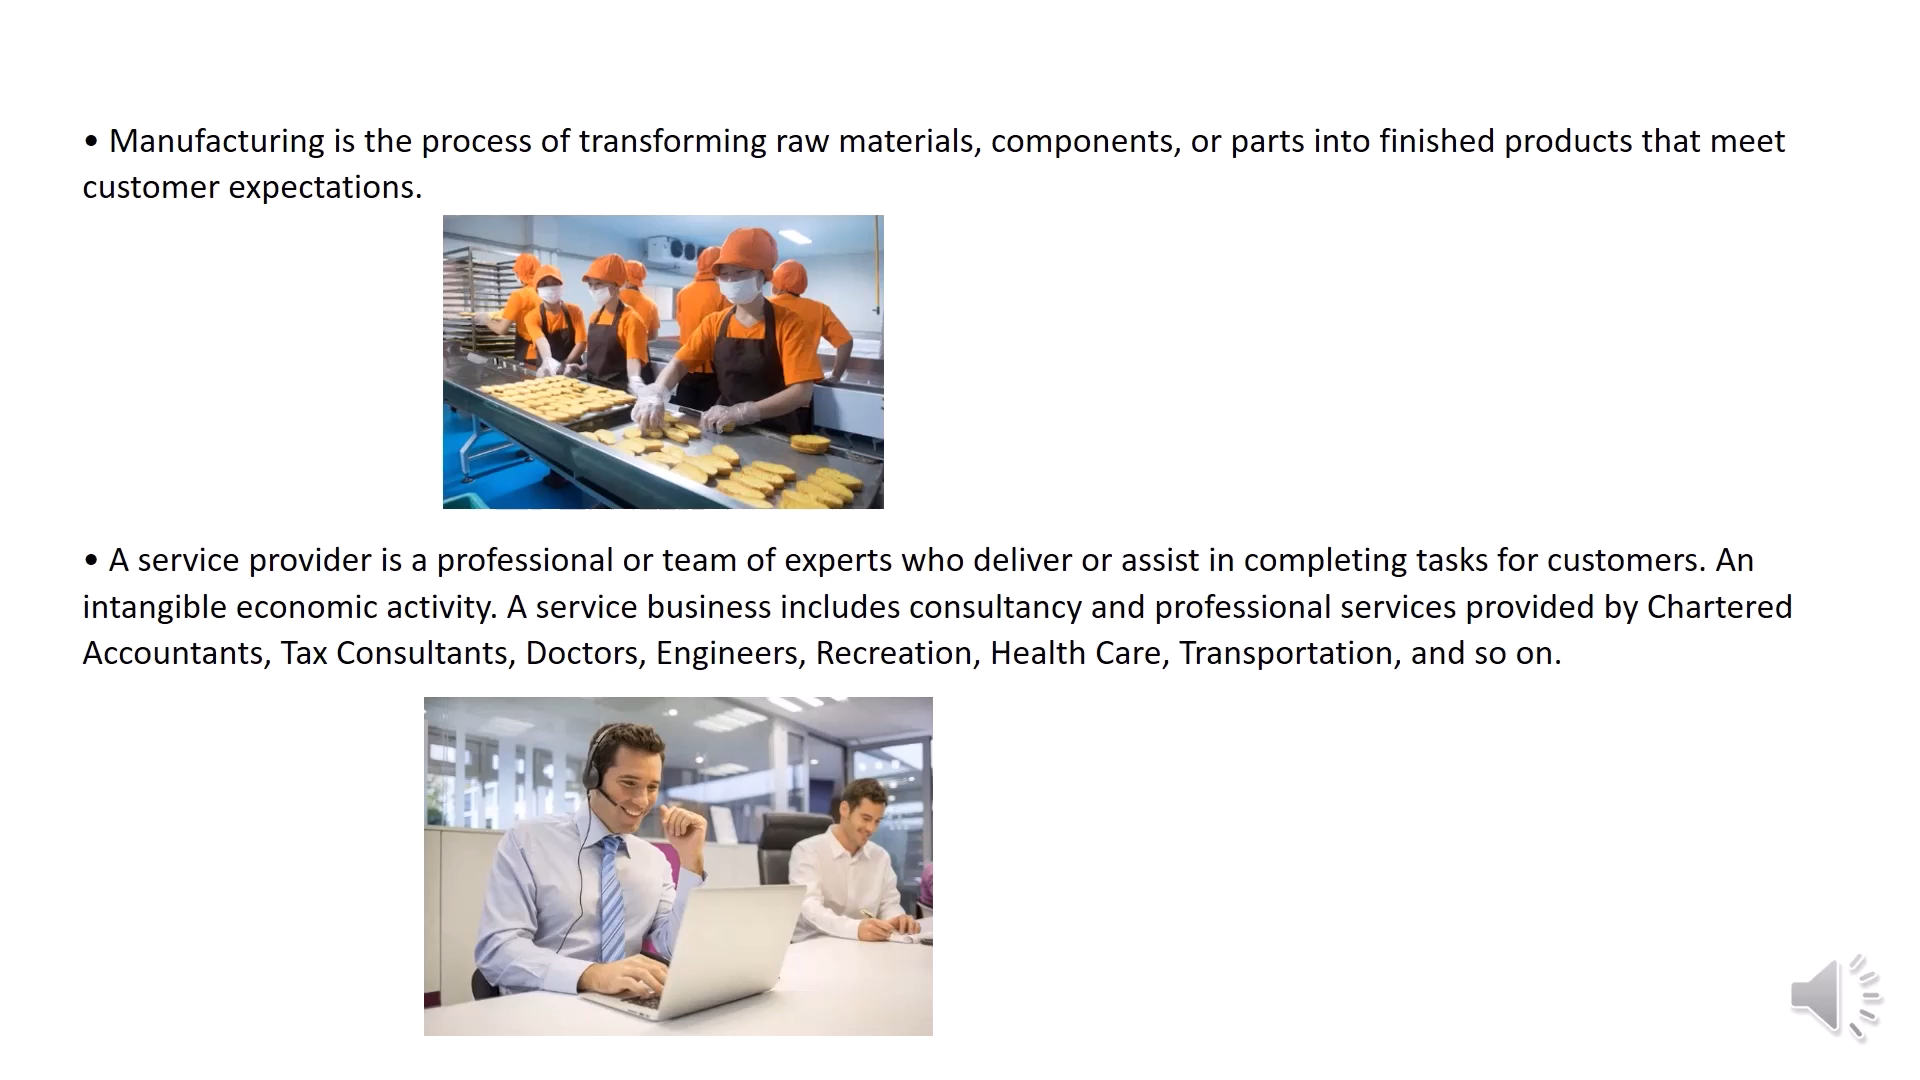 • Manufacturing is the process of transforming raw materials, components, or parts into finished products that meet
customer expectations.
• A service provider is a professional or team of experts who deliver or assist in completing tasks for customers. An
intangible economic activity. A service business includes consultancy and professional services provided by Chartered
Accountants, Tax Consultants, Doctors, Engineers, Recreation, Health Care, Transportation, and so on.